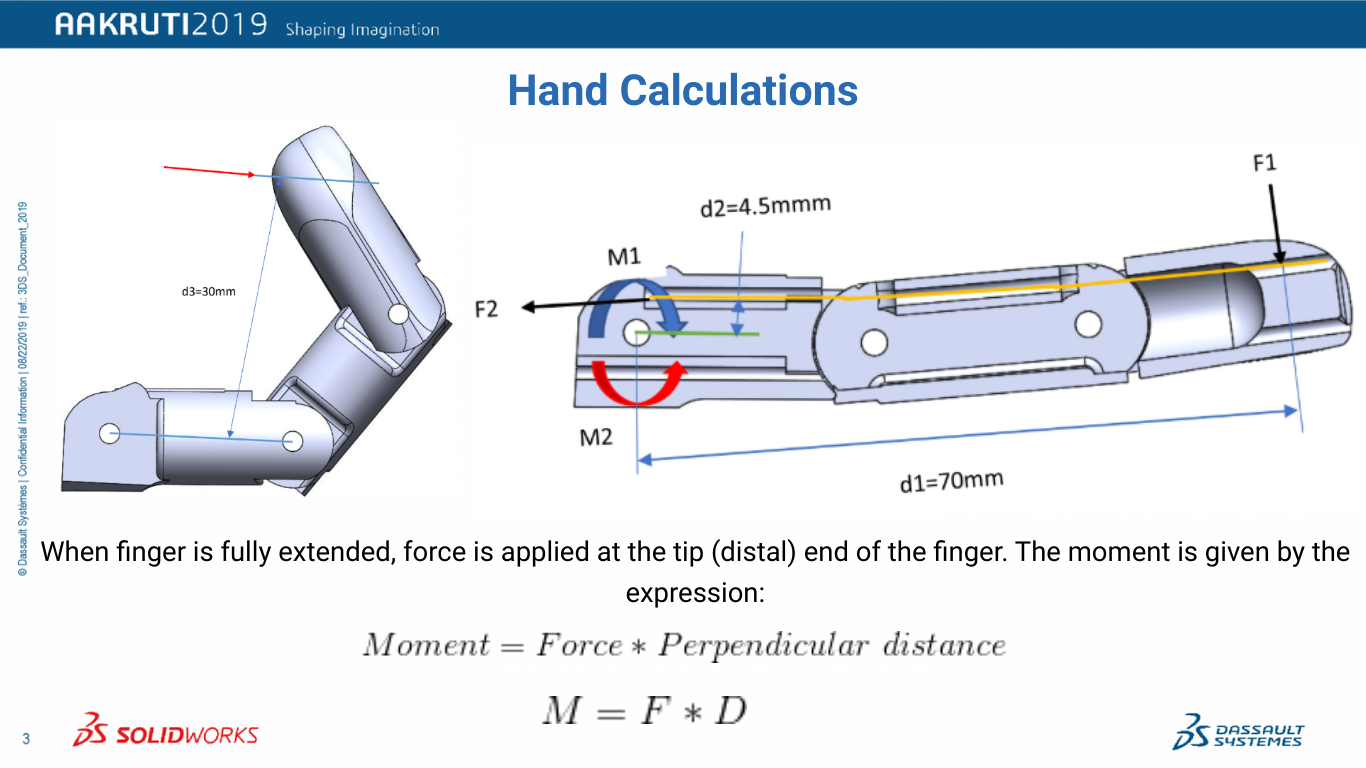 AAKRUTI2019 Shaping Imagination
Hand Calculations
© Dassault Systèmes | Confidential Information | 08/22/2019 | ref.: 3DS_Document_2019
d3=30mm
F1
d2=4.5mmm
M1
F2
M2
d1=70mm
When finger is fully extended, force is applied at the tip (distal) end of the finger. The moment is given by the
expression:
Moment = Force * Perpendicular distance
M = F * D
3
SOLIDWORKS
DASSAULT
SYSTEMES